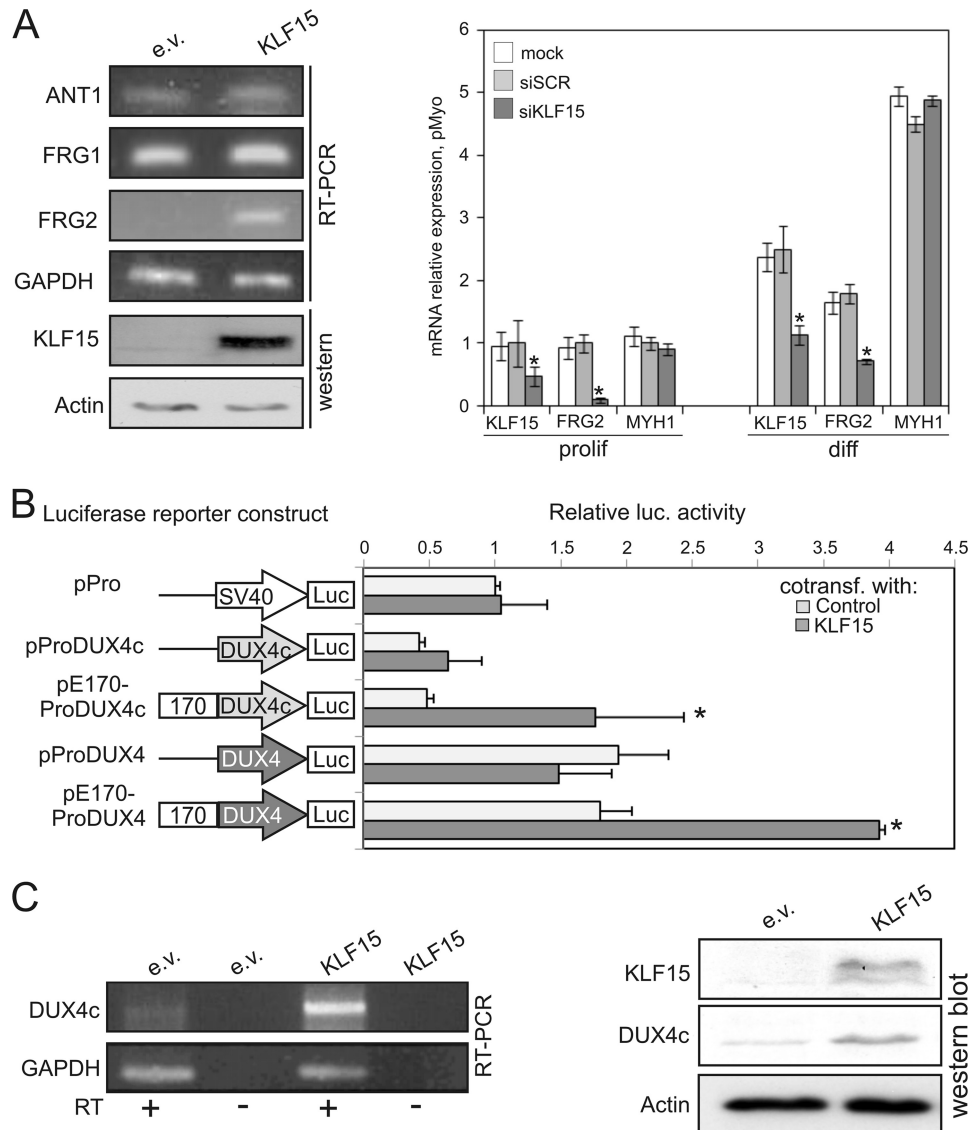 A
e.v.
KLF15
ANT1
FRG1
FRG2
GAPDH
KLF15
Actin
RT-PCR
western
mRNA relative expression, pMyo
6
5
4
3
2
1
0
mock
siSCR
siKLF15
*
*
*
*
KLF15
FRG2
MYH1
KLF15
FRG2
MYH1
prolif
diff
B
Luciferase reporter construct
Relative luc. activity
0 0.5 1 1.5 2 2.5 3 3.5 4 4.5
cotransf. with:
Control
KLF15
pPro
SV40
Luc
pProDUX4c
DUX4c
Luc
pE170-
ProDUX4c
170
DUX4c
Luc
*
pProDUX4
DUX4
Luc
pE170-
ProDUX4
170
DUX4
Luc
*
C
e.v.
e.v.
KLF15
KLF15
DUX4c
GAPDH
RT + - + -
RT-PCR
e.v.
KLF15
KLF15
DUX4c
Actin
western blot